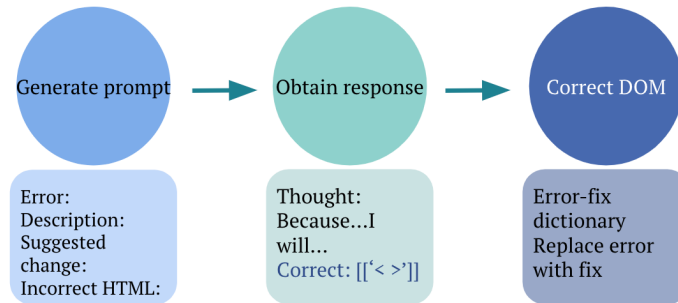 Generate prompt
Obtain response
Correct DOM
Error:
Description:
Suggested
change:
Incorrect HTML:
Thought:
Because...I
will...
Correct: [[‘< >’]]
Error-fix
dictionary
Replace error
with fix